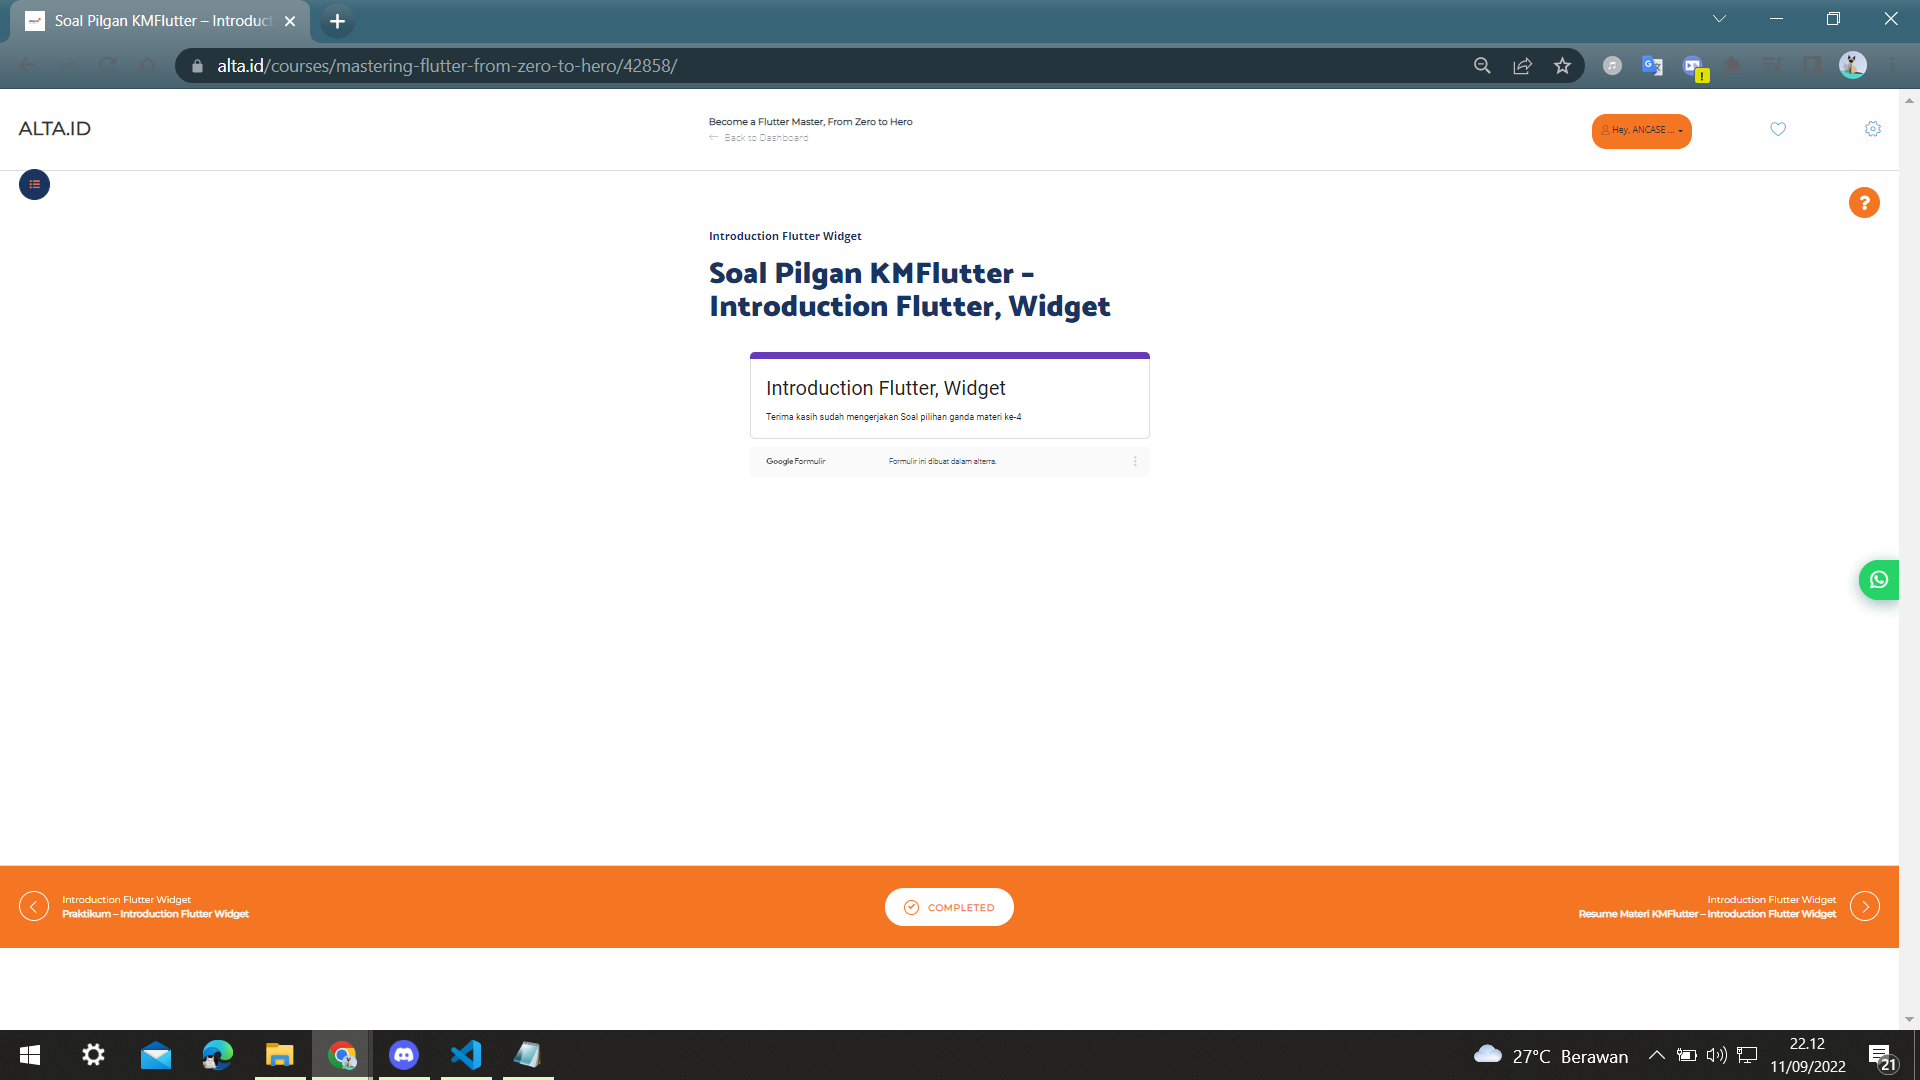 Soal Pilgan KMFlutter – Introduct
alta.id/courses/mastering-flutter-from-zero-to-hero/42858/
ALTA.ID
Become a Flutter Master, From Zero to Hero
Back to Dashboard
Hey, ANCASE ...
?
Introduction Flutter Widget
Soal Pilgan KMFlutter –
Introduction Flutter, Widget
Introduction Flutter, Widget
Terima kasih sudah mengerjakan Soal pilihan ganda materi ke-4
Google Formulir
Formulir ini dibuat dalam alterra.
Introduction Flutter Widget
Praktikum – Introduction Flutter Widget
COMPLETED
Introduction Flutter Widget
Resume Materi KMFlutter – Introduction Flutter Widget
27°C Berawan
22.12
11/09/2022
21